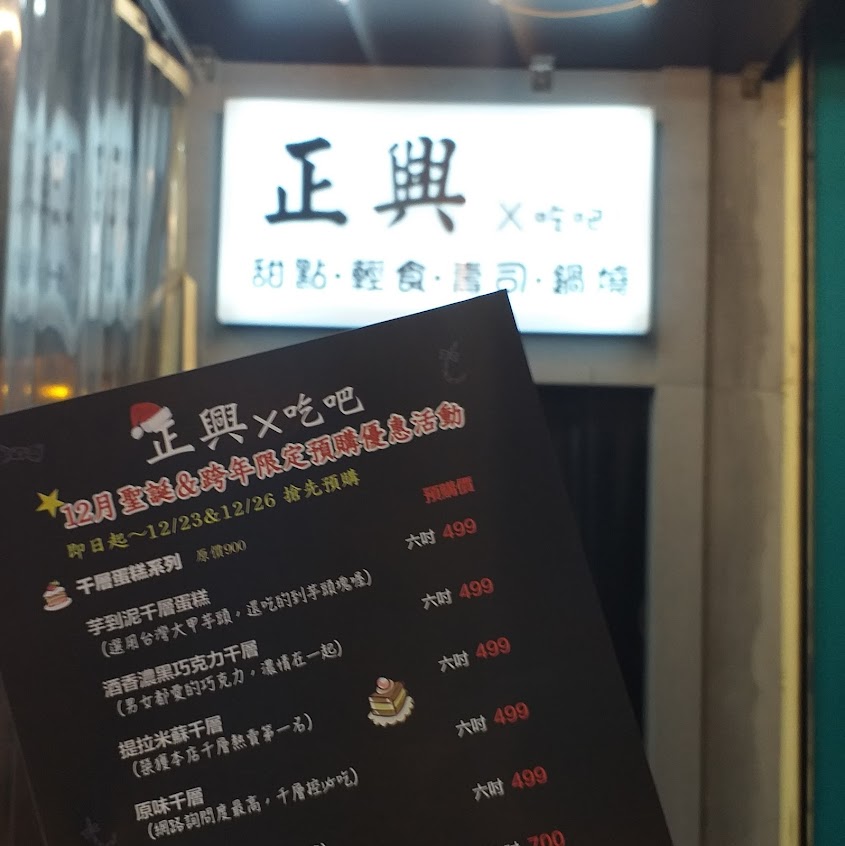 正興 X 吃吧
甜點·輕食·壽司·鍋燒
正興×吃吧
12月聖誕&跨年限定預購優惠活動
即日起~12/23&12/26 搶先預購
預購價
千層蛋糕系列 原價900 六吋 499
芋到泥千層蛋糕 六吋 499
(選用台灣大甲芋頭,還吃的到芋頭塊喔)
酒香濃黑巧克力千層 六吋 499
(男女都愛的巧克力,濃情在一起)
提拉米蘇千層 六吋 499
(榮獲本店千層熱賣第一名)
原味千層 六吋 499
(網路詢問度最高,千層控必吃)